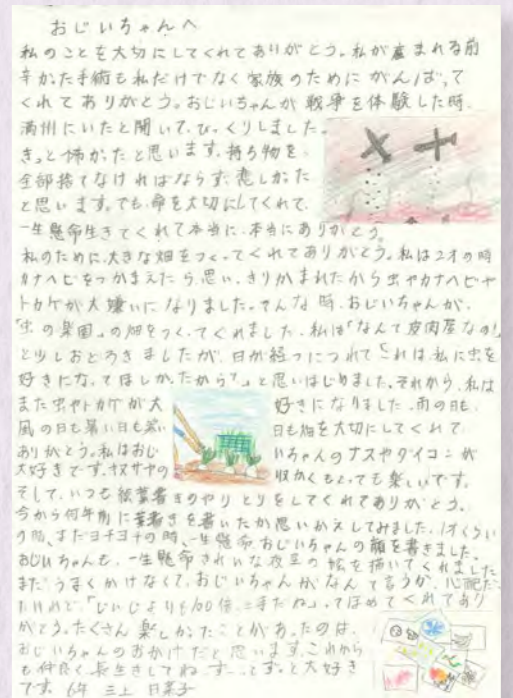 おじいちゃんへ
私のことを大切にしてくれてありがとう。私が産まれる前
辛かった手術も私だけでなく家族のためにがんばって
くれてありがとう。おじいちゃんが戦争を体験した時、
満州にいたと聞いて、びっくりしました。
きっと怖かったと思います。持ち物を、
全部捨てなければならず、悲しかった
と思います。でも、命を大切にしてくれて、
一生懸命生きてくれて本当に、本当にありがとう。
私のために、大きな畑をつくってくれてありがとう。私は2才の時
カナヘビをつかまえたら、思いっきりかまれたから虫やカナヘビや
トカゲが大嫌いになりました。そんな時、おじいちゃんが、
「虫の楽園」の畑をつくってくれました。私は「なんて皮肉屋なの!」
と少しおどろきましたが、日が経つにつれて「これは、私に虫を
好きになってほしかったから?」と思いはじめました。それから、私は
また虫やトカゲが大好きになりました。雨の日も、
風の日も暑い日も寒い日も畑を大切にしてくれて
ありがとう。私はおじいちゃんのナスやダイコンが
大好きです。ヤスサヤの収かくもとっても楽しいです。
そして、いつも絵葉書きのやりとりをしてくれてありがとう。
今から何年前に葉書きを書いたか思いかえしてみました。1才くらい
の時、まだヨチヨチの時、一生懸命、おじいちゃんの顔を書きました。
おじいちゃんも、一生懸命きれいな枝豆の絵を描いてくれました。
まだうまくかけなくて、おじいちゃんがなんて言うか、心配だっ
たけれど、「じいじよりも100倍上手だね」ってほめてくれてあり
がとう。たくさん楽しかったことがあったのは、
おじいちゃんのおかげだと思います。これから
も仲良く長生きしてね。ずーっとずっと大好き
です。6年 三上 日菜子